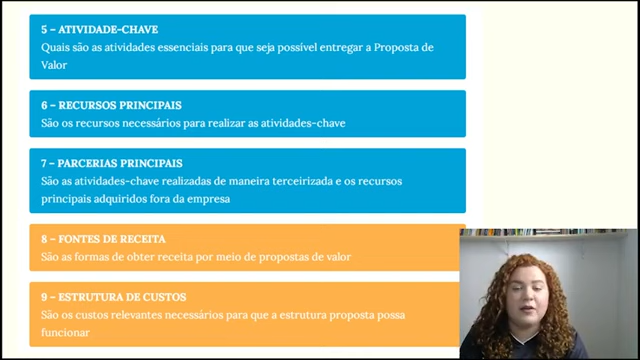 5 – ATIVIDADE-CHAVE
Quais são as atividades essenciais para que seja possível entregar a Proposta de
Valor
6 – RECURSOS PRINCIPAIS
São os recursos necessários para realizar as atividades-chave
7 – PARCERIAS PRINCIPAIS
São as atividades-chave realizadas de maneira terceirizada e os recursos
principais adquiridos fora da empresa
8 – FONTES DE RECEITA
São as formas de obter receita por meio de propostas de valor
9 – ESTRUTURA DE CUSTOS
São os custos relevantes necessários para que a estrutura proposta possa
funcionar